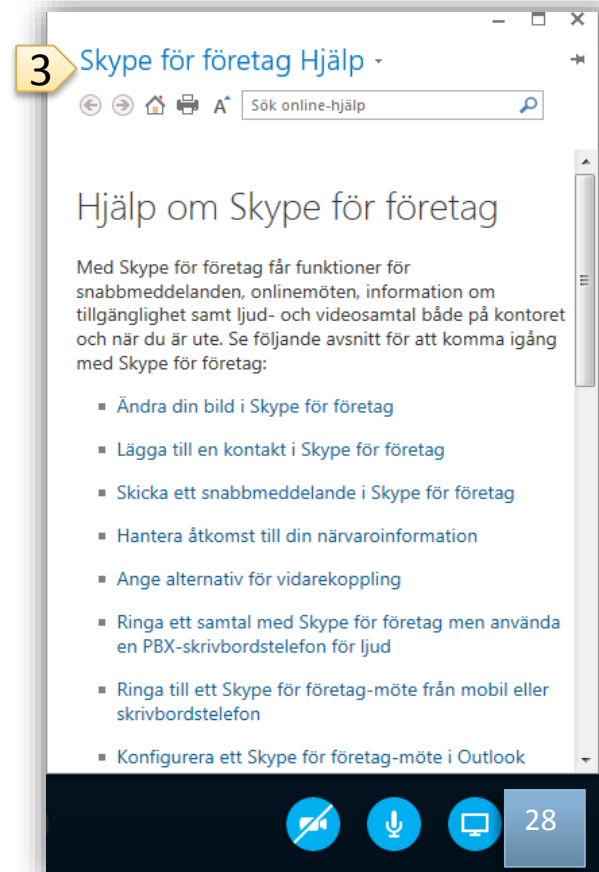 3
Skype för företag Hjälp
A
Sök online-hjälp
Hjälp om Skype för företag
Med Skype för företag får funktioner för
snabbmeddelanden, onlinemöten, information om
tillgänglighet samt ljud- och videosamtal både på kontoret
och när du är ute. Se följande avsnitt för att komma igång
med Skype för företag:
Ändra din bild i Skype för företag
Lägga till en kontakt i Skype för företag
Skicka ett snabbmeddelande i Skype för företag
Hantera åtkomst till din närvaroinformation
Ange alternativ för vidarekoppling
Ringa ett samtal med Skype för företag men använda
en PBX-skrivbordstelefon för ljud
Ringa till ett Skype för företag-möte från mobil eller
skrivbordstelefon
Konfigurera ett Skype för företag-möte i Outlook
28